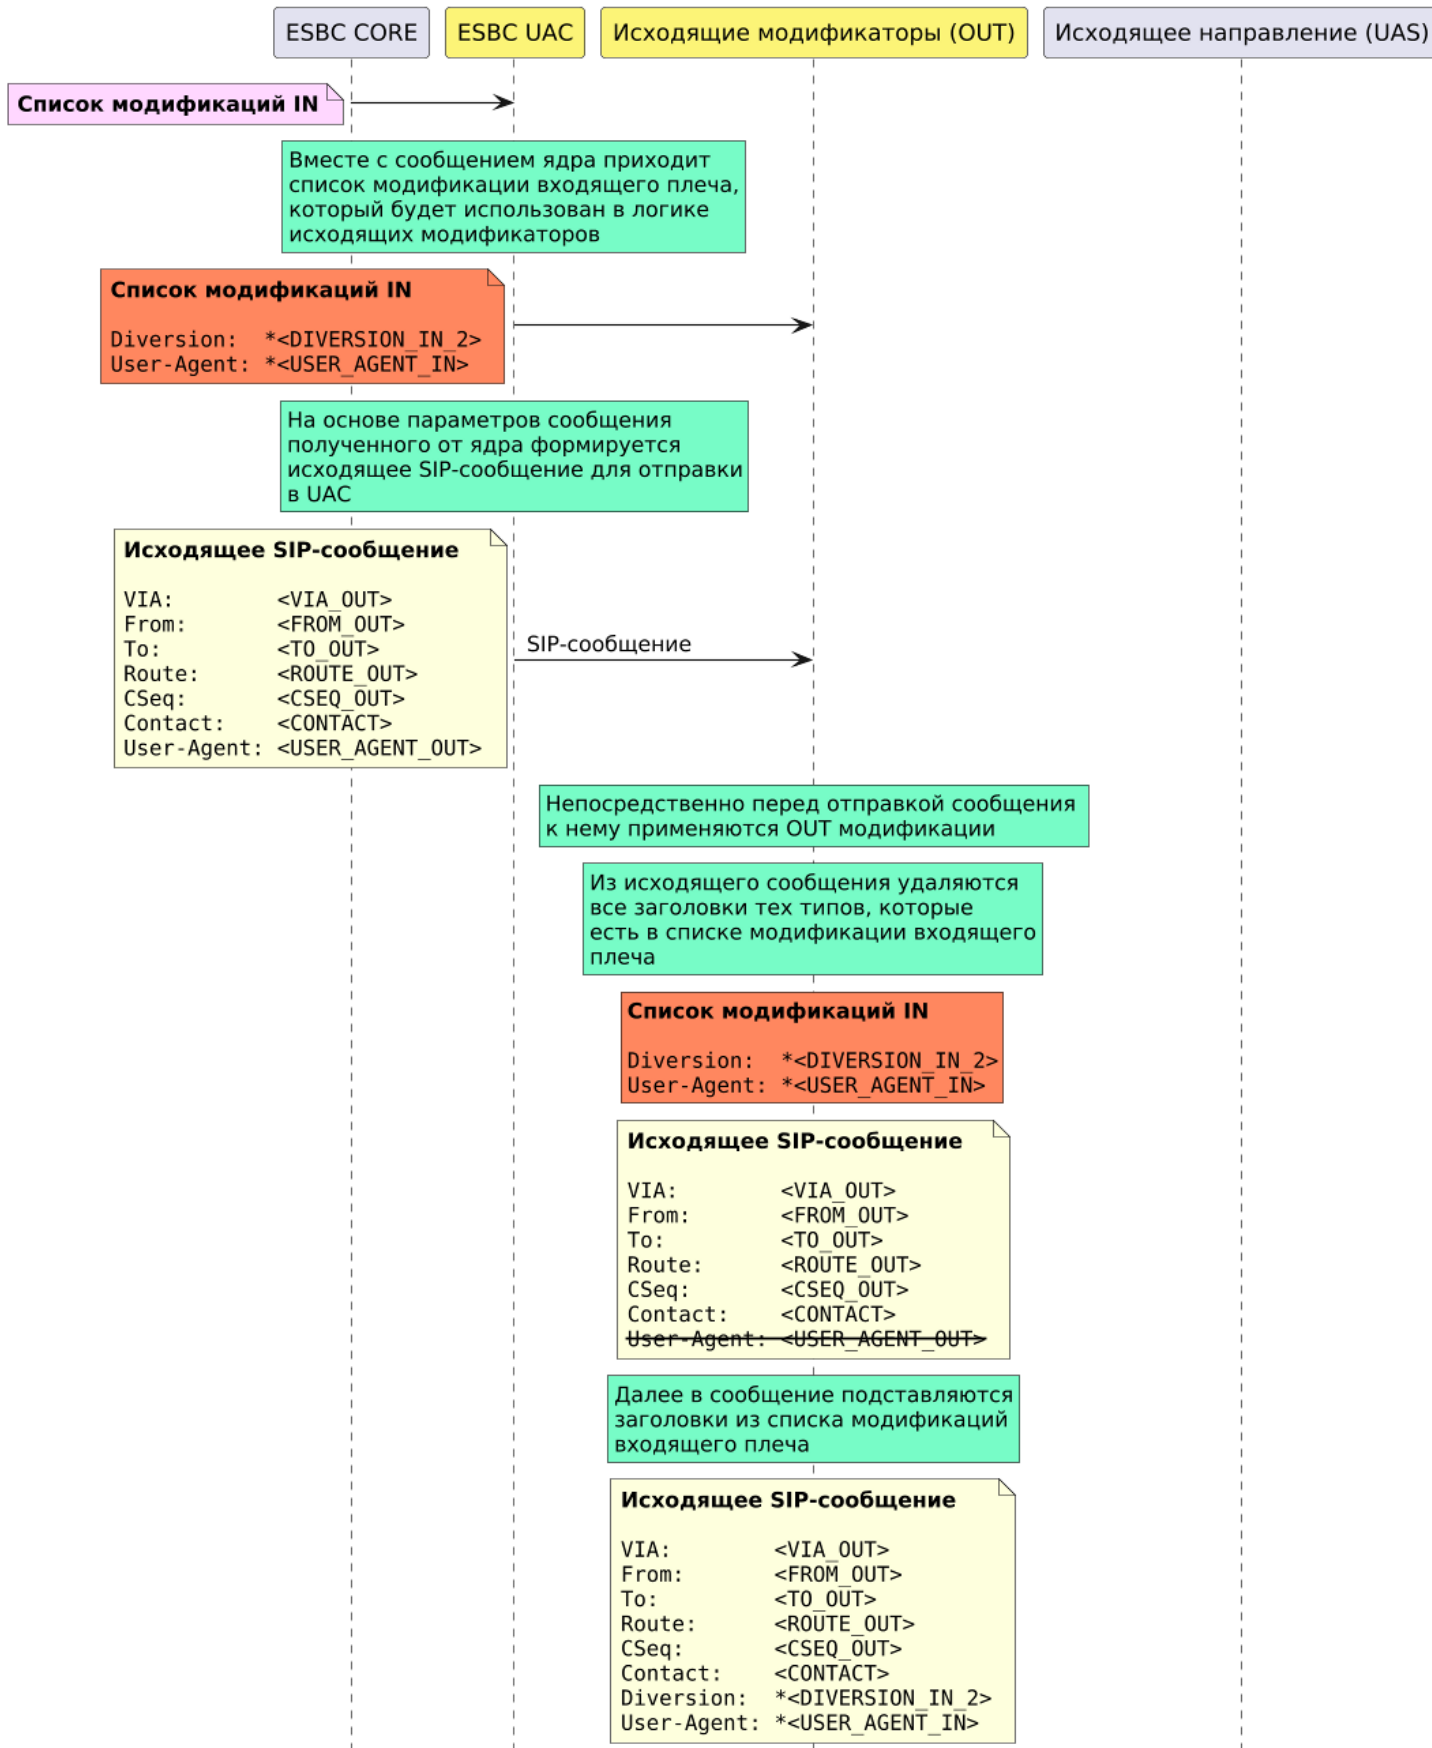 ESBC CORE
ESBC UAC
Исходящие модификаторы (OUT)
Исходящее направление (UAS)
Список модификаций IN
Вместе с сообщением ядра приходит
список модификации входящего плеча,
который будет использован в логике
исходящих модификаторов
Список модификаций IN
Diversion:  *<DIVERSION_IN_2>
User-Agent: *<USER_AGENT_IN>
На основе параметров сообщения
полученного от ядра формируется
исходящее SIP-сообщение для отправки
в UAC
Исходящее SIP-сообщение
VIA:        <VIA_OUT>
From:       <FROM_OUT>
To:         <TO_OUT>
Route:      <ROUTE_OUT>
CSeq:       <CSEQ_OUT>
Contact:    <CONTACT>
User-Agent: <USER_AGENT_OUT>
SIP-сообщение
Непосредственно перед отправкой сообщения
к нему применяются OUT модификации
Из исходящего сообщения удаляются
все заголовки тех типов, которые
есть в списке модификации входящего
плеча
Список модификаций IN
Diversion:  *<DIVERSION_IN_2>
User-Agent: *<USER_AGENT_IN>
Исходящее SIP-сообщение
VIA:        <VIA_OUT>
From:       <FROM_OUT>
To:         <TO_OUT>
Route:      <ROUTE_OUT>
CSeq:       <CSEQ_OUT>
Contact:    <CONTACT>
User-Agent: <USER_AGENT_OUT>
Далее в сообщение подставляются
заголовки из списка модификаций
входящего плеча
Исходящее SIP-сообщение
VIA:        <VIA_OUT>
From:       <FROM_OUT>
To:         <TO_OUT>
Route:      <ROUTE_OUT>
CSeq:       <CSEQ_OUT>
Contact:    <CONTACT>
Diversion:  *<DIVERSION_IN_2>
User-Agent: *<USER_AGENT_IN>